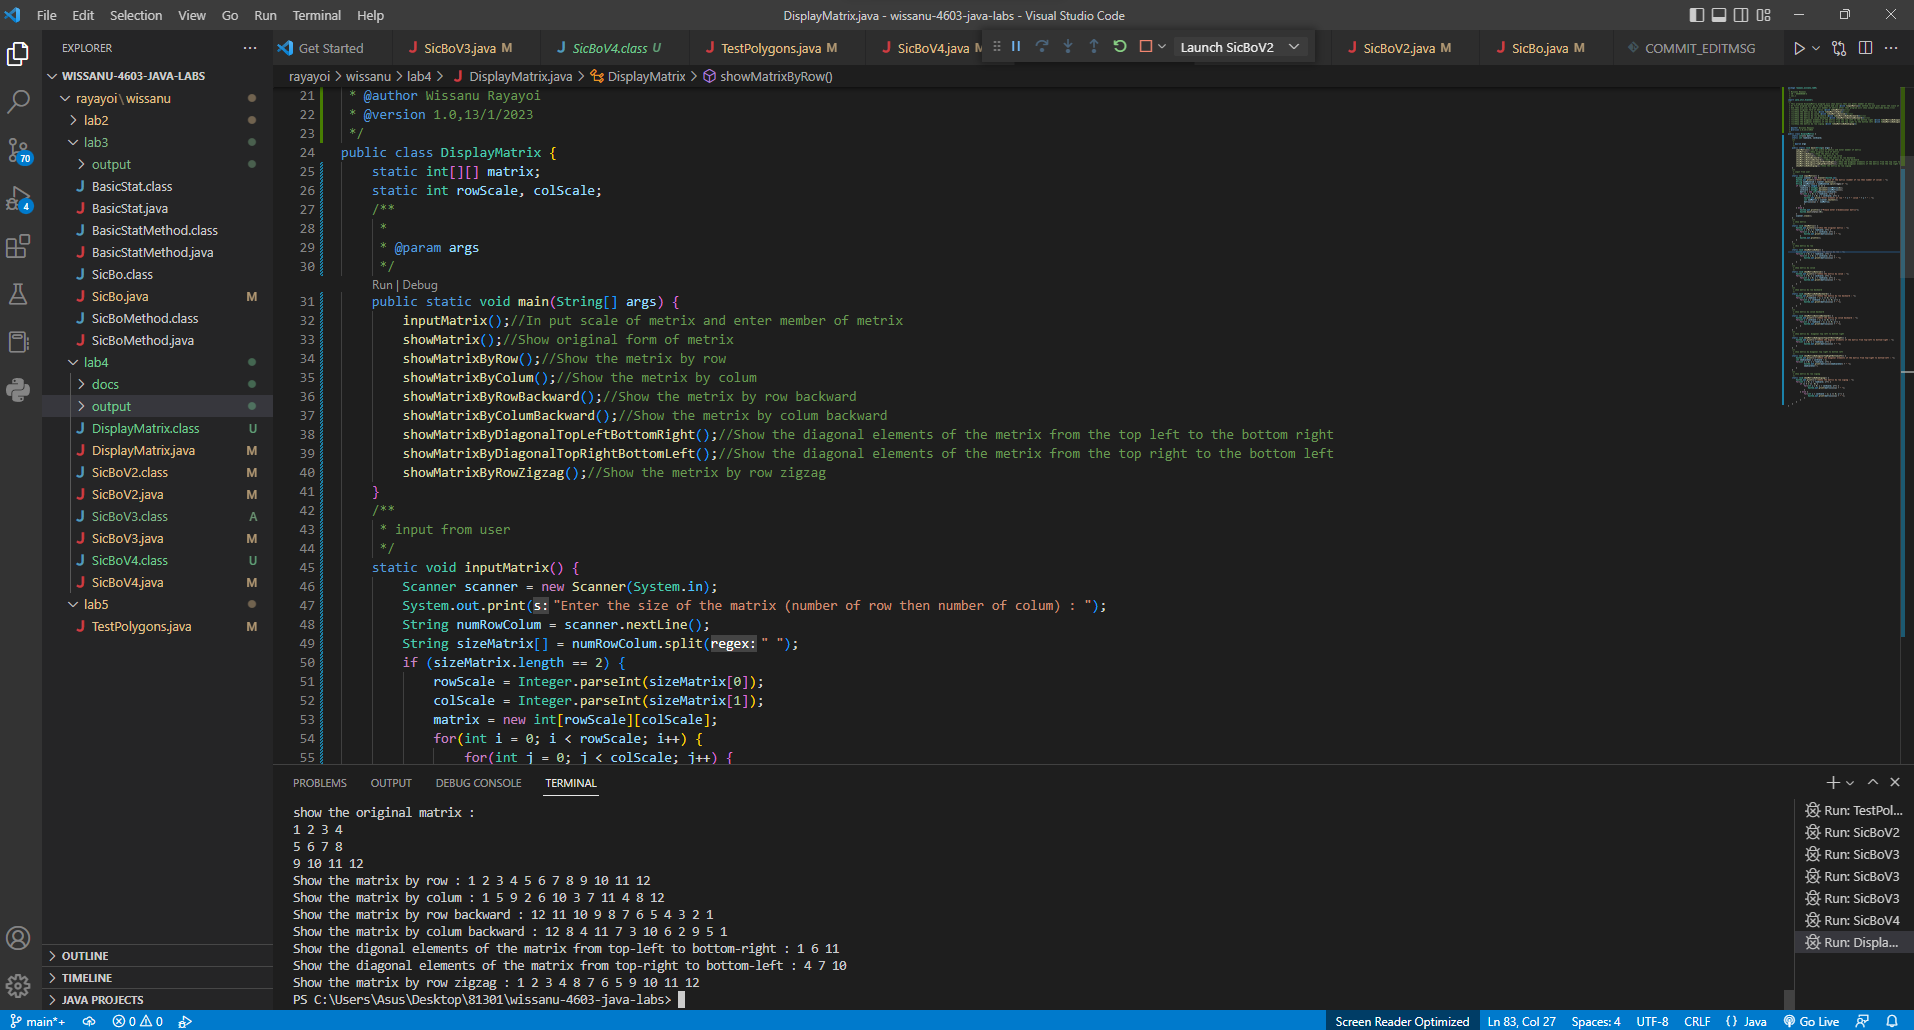 File Edit Selection View Go Run Terminal Help
DisplayMatrix.java - wissanu-4603-java-labs - Visual Studio Code
EXPLORER
Get Started
SicBoV3.java M
SicBoV4.class U
TestPolygons.java M
SicBoV4.java M
Launch SicBoV2
SicBoV2.java M
SicBo.java M
COMMIT_EDITMSG
WISSANU-4603-JAVA-LABS
rayayoi\wissanu
lab2
lab3
output
BasicStat.class
BasicStat.java
BasicStatMethod.class
BasicStatMethod.java
SicBo.class
SicBo.java M
SicBoMethod.class
SicBoMethod.java
lab4
docs
output
DisplayMatrix.class U
DisplayMatrix.java M
SicBoV2.class M
SicBoV2.java M
SicBoV3.class A
SicBoV3.java M
SicBoV4.class U
SicBoV4.java M
lab5
TestPolygons.java M
OUTLINE
TIMELINE
JAVA PROJECTS
70
4
rayayoi > wissanu > lab4 > DisplayMatrix.java > DisplayMatrix > showMatrixByRow()
21 * @author Wissanu Rayayoi
22 * @version 1.0,13/1/2023
23 */
24 public class DisplayMatrix {
25 static int[][] matrix;
26 static int rowScale, colScale;
27 /**
28 *
29 * @param args
30 */
Run | Debug
31 public static void main(String[] args) {
32 inputMatrix();//In put scale of metrix and enter member of metrix
33 showMatrix();//Show original form of metrix
34 showMatrixByRow();//Show the metrix by row
35 showMatrixByColum();//Show the metrix by colum
36 showMatrixByRowBackward();//Show the metrix by row backward
37 showMatrixByColumBackward();//Show the metrix by colum backward
38 showMatrixByDiagonalTopLeftBottomRight();//Show the diagonal elements of the metrix from the top left to the bottom right
39 showMatrixByDiagonalTopRightBottomLeft();//Show the diagonal elements of the metrix from the top right to the bottom left
40 showMatrixByRowZigzag();//Show the metrix by row zigzag
41 }
42 /**
43 * input from user
44 */
45 static void inputMatrix() {
46 Scanner scanner = new Scanner(System.in);
47 System.out.print(s: "Enter the size of the matrix (number of row then number of colum) : ");
48 String numRowColum = scanner.nextLine();
49 String sizeMatrix[] = numRowColum.split(regex: " ");
50 if (sizeMatrix.length == 2) {
51 rowScale = Integer.parseInt(sizeMatrix[0]);
52 colScale = Integer.parseInt(sizeMatrix[1]);
53 matrix = new int[rowScale][colScale];
54 for(int i = 0; i < rowScale; i++) {
55 for(int j = 0; j < colScale; j++) {
PROBLEMS OUTPUT DEBUG CONSOLE TERMINAL
show the original matrix :
1 2 3 4
5 6 7 8
9 10 11 12
Show the matrix by row : 1 2 3 4 5 6 7 8 9 10 11 12
Show the matrix by colum : 1 5 9 2 6 10 3 7 11 4 8 12
Show the matrix by row backward : 12 11 10 9 8 7 6 5 4 3 2 1
Show the matrix by colum backward : 12 8 4 11 7 3 10 6 2 9 5 1
Show the digonal elements of the matrix from top-left to bottom-right : 1 6 11
Show the diagonal elements of the matrix from top-right to bottom-left : 4 7 10
Show the matrix by row zigzag : 1 2 3 4 8 7 6 5 9 10 11 12
PS C:\Users\Asus\Desktop\81301\wissanu-4603-java-labs>
Run: TestPol...
Run: SicBoV2
Run: SicBoV3
Run: SicBoV3
Run: SicBoV3
Run: SicBoV4
Run: Displa...
main*+ 0 0 Screen Reader Optimized Ln 83, Col 27 Spaces: 4 UTF-8 CRLF {} Java Go Live